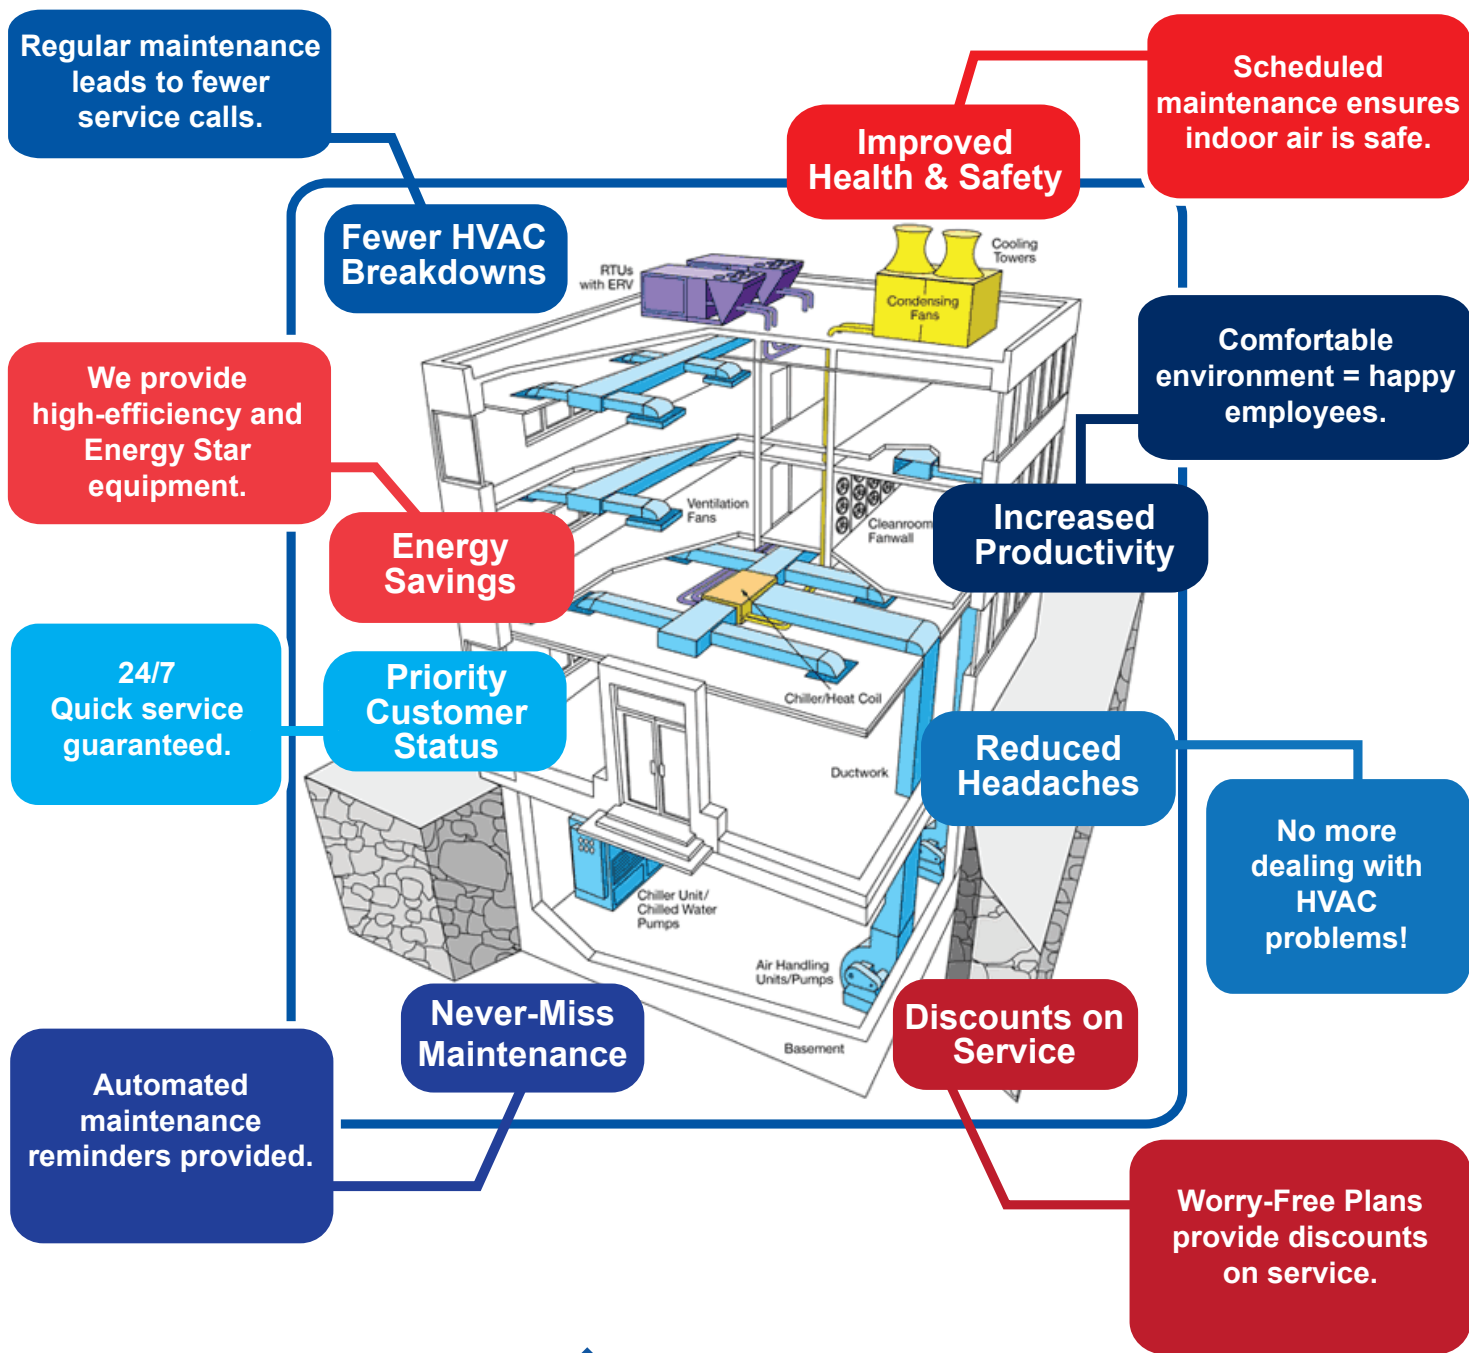 Regular maintenance
leads to fewer
service calls.
Fewer HVAC
Breakdowns
Improved
Health & Safety
Scheduled
maintenance ensures
indoor air is safe.
We provide
high-efficiency and
Energy Star
equipment.
Energy
Savings
Comfortable
environment = happy
employees.
Increased
Productivity
24/7
Quick service
guaranteed.
Priority
Customer
Status
Reduced
Headaches
No more
dealing with
HVAC
problems!
Automated
maintenance
reminders provided.
Never-Miss
Maintenance
Discounts on
Service
Worry-Free Plans
provide discounts
on service.
RTUs
with ERV
Cooling
Towers
Condensing
Fans
Ventilation
Fans
Cleanroom
Fanwall
Chiller/Heat Coil
Ductwork
Chiller Unit/
Chilled Water
Pumps
Air Handling
Units/Pumps
Basement